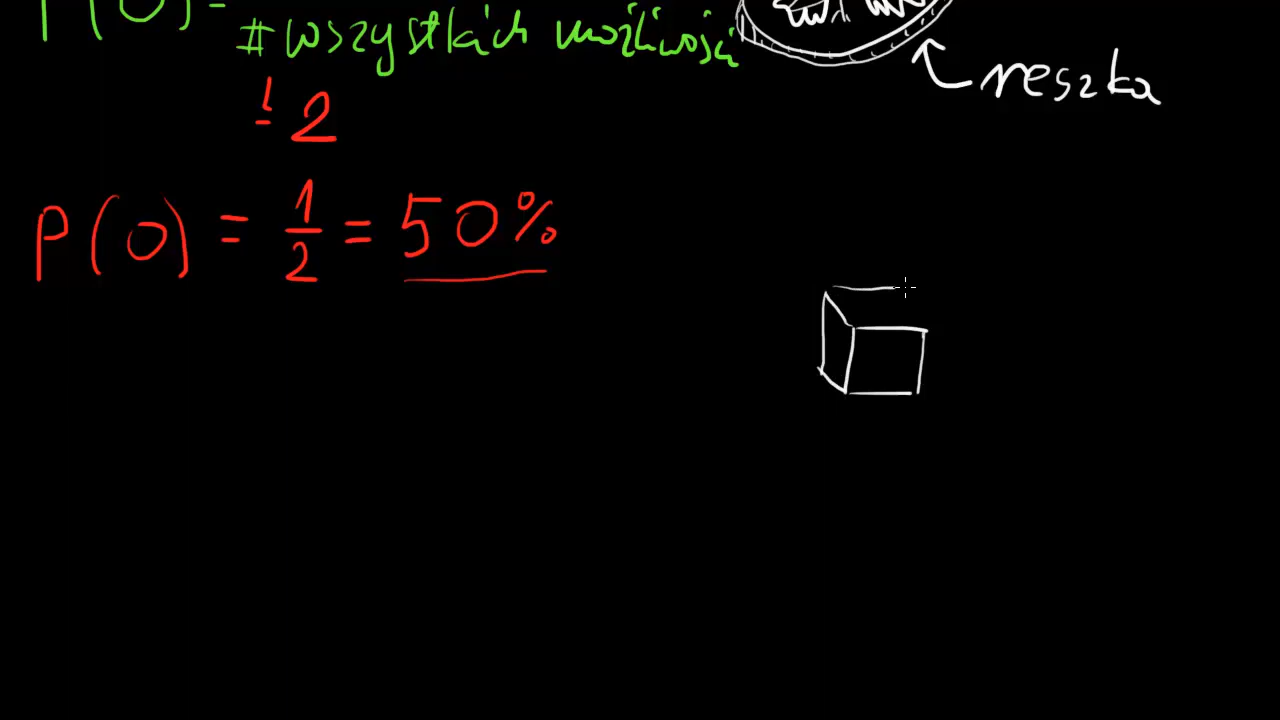 P(O) =
#wszystkich możliwości
reszka
! 2
P(O) = 1/2 = 50%